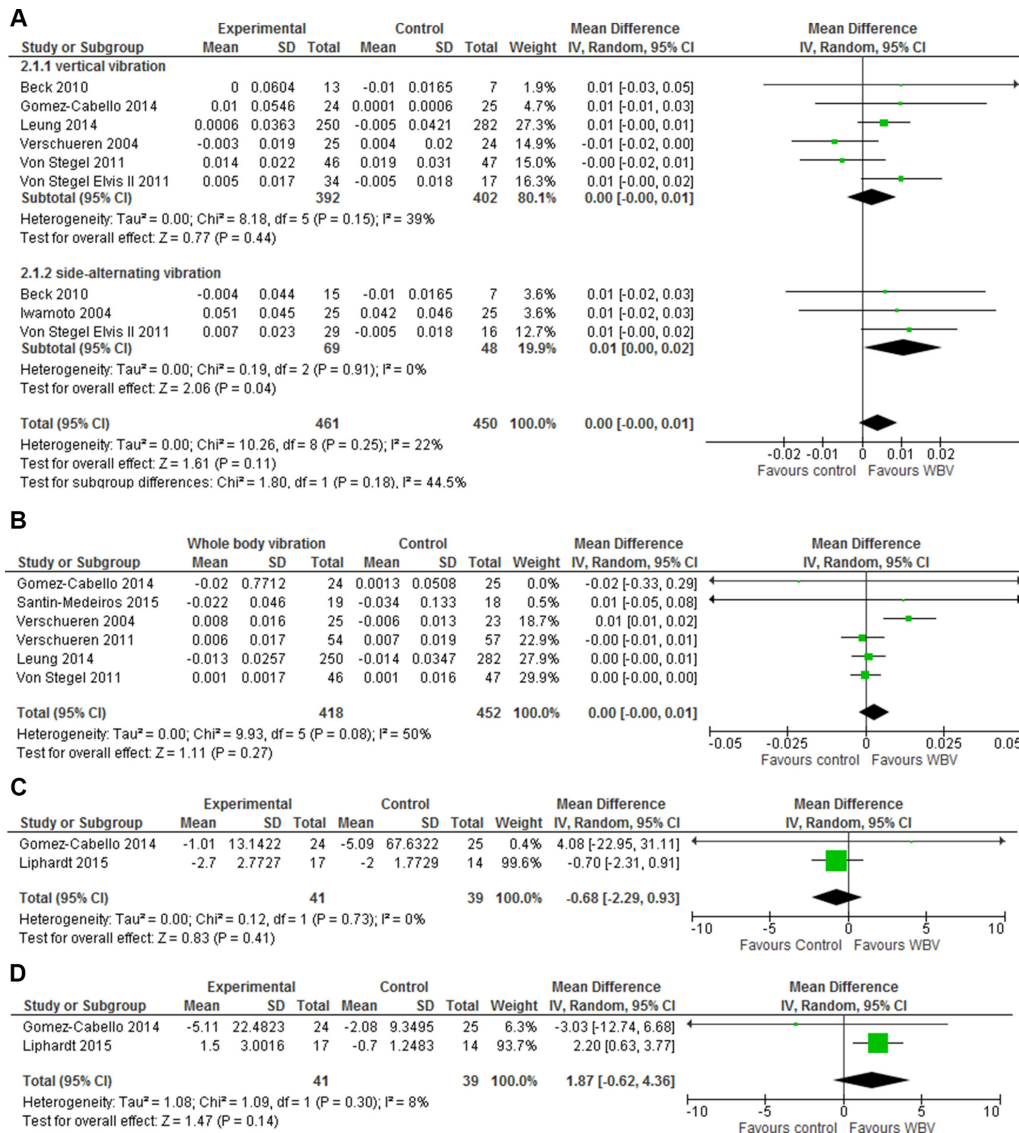 A
Experimental Control Mean Difference Mean Difference
Study or Subgroup Mean SD Total Mean SD Total Weight IV, Random, 95% CI IV, Random, 95% CI
2.1.1 vertical vibration
Beck 2010 0 0.0604 13 -0.01 0.0165 7 1.9% 0.01 [-0.03, 0.05]
Gomez-Cabello 2014 0.01 0.0546 24 0.0001 0.0006 25 4.7% 0.01 [-0.01, 0.03]
Leung 2014 0.0006 0.0363 250 -0.005 0.0421 282 27.3% 0.01 [-0.00, 0.01]
Verschueren 2004 -0.003 0.019 25 0.004 0.02 24 14.9% -0.01 [-0.02, 0.00]
Von Stegel 2011 0.014 0.022 46 0.019 0.031 47 15.0% -0.00 [-0.02, 0.01]
Von Stegel Elvis II 2011 0.005 0.017 34 -0.005 0.018 17 16.3% 0.01 [-0.00, 0.02]
Subtotal (95% CI) 392 402 80.1% 0.00 [-0.00, 0.01]
Heterogeneity: Tau² = 0.00; Chi² = 8.18, df = 5 (P = 0.15); I² = 39%
Test for overall effect: Z = 0.77 (P = 0.44)
2.1.2 side-alternating vibration
Beck 2010 -0.004 0.044 15 -0.01 0.0165 7 3.6% 0.01 [-0.02, 0.03]
Iwamoto 2004 0.051 0.045 25 0.042 0.046 25 3.6% 0.01 [-0.02, 0.03]
Von Stegel Elvis II 2011 0.007 0.023 29 -0.005 0.018 16 12.7% 0.01 [-0.00, 0.02]
Subtotal (95% CI) 69 48 19.9% 0.01 [0.00, 0.02]
Heterogeneity: Tau² = 0.00; Chi² = 0.19, df = 2 (P = 0.91); I² = 0%
Test for overall effect: Z = 2.06 (P = 0.04)
Total (95% CI) 461 450 100.0% 0.00 [-0.00, 0.01]
Heterogeneity: Tau² = 0.00; Chi² = 10.26, df = 8 (P = 0.25); I² = 22%
Test for overall effect: Z = 1.61 (P = 0.11)
Test for subgroup differences: Chi² = 1.80, df = 1 (P = 0.18), I² = 44.5%
-0.02 -0.01 0 0.01 0.02
Favours control Favours WBV
B
Whole body vibration Control Mean Difference Mean Difference
Study or Subgroup Mean SD Total Mean SD Total Weight IV, Random, 95% CI IV, Random, 95% CI
Gomez-Cabello 2014 -0.02 0.7712 24 0.0013 0.0508 25 0.0% -0.02 [-0.33, 0.29]
Santin-Medeiros 2015 -0.022 0.046 19 -0.034 0.133 18 0.5% 0.01 [-0.05, 0.08]
Verschueren 2004 0.008 0.016 25 -0.006 0.013 23 18.7% 0.01 [0.01, 0.02]
Verschueren 2011 0.006 0.017 54 0.007 0.019 57 22.9% -0.00 [-0.01, 0.01]
Leung 2014 -0.013 0.0257 250 -0.014 0.0347 282 27.9% 0.00 [-0.00, 0.01]
Von Stegel 2011 0.001 0.0017 46 0.001 0.016 47 29.9% 0.00 [-0.00, 0.00]
Total (95% CI) 418 452 100.0% 0.00 [-0.00, 0.01]
Heterogeneity: Tau² = 0.00; Chi² = 9.93, df = 5 (P = 0.08); I² = 50%
Test for overall effect: Z = 1.11 (P = 0.27)
-0.05 -0.025 0 0.025 0.05
Favours control Favours WBV
C
Experimental Control Mean Difference Mean Difference
Study or Subgroup Mean SD Total Mean SD Total Weight IV, Random, 95% CI IV, Random, 95% CI
Gomez-Cabello 2014 -1.01 13.1422 24 -5.09 67.6322 25 0.4% 4.08 [-22.95, 31.11]
Liphardt 2015 -2.7 2.7727 17 -2 1.7729 14 99.6% -0.70 [-2.31, 0.91]
Total (95% CI) 41 39 100.0% -0.68 [-2.29, 0.93]
Heterogeneity: Tau² = 0.00; Chi² = 0.12, df = 1 (P = 0.73); I² = 0%
Test for overall effect: Z = 0.83 (P = 0.41)
-10 -5 0 5 10
Favours Control Favours WBV
D
Experimental Control Mean Difference Mean Difference
Study or Subgroup Mean SD Total Mean SD Total Weight IV, Random, 95% CI IV, Random, 95% CI
Gomez-Cabello 2014 -5.11 22.4823 24 -2.08 9.3495 25 6.3% -3.03 [-12.74, 6.68]
Liphardt 2015 1.5 3.0016 17 -0.7 1.2483 14 93.7% 2.20 [0.63, 3.77]
Total (95% CI) 41 39 100.0% 1.87 [-0.62, 4.36]
Heterogeneity: Tau² = 1.08; Chi² = 1.09, df = 1 (P = 0.30); I² = 8%
Test for overall effect: Z = 1.47 (P = 0.14)
-10 -5 0 5 10
Favours control Favours WBV